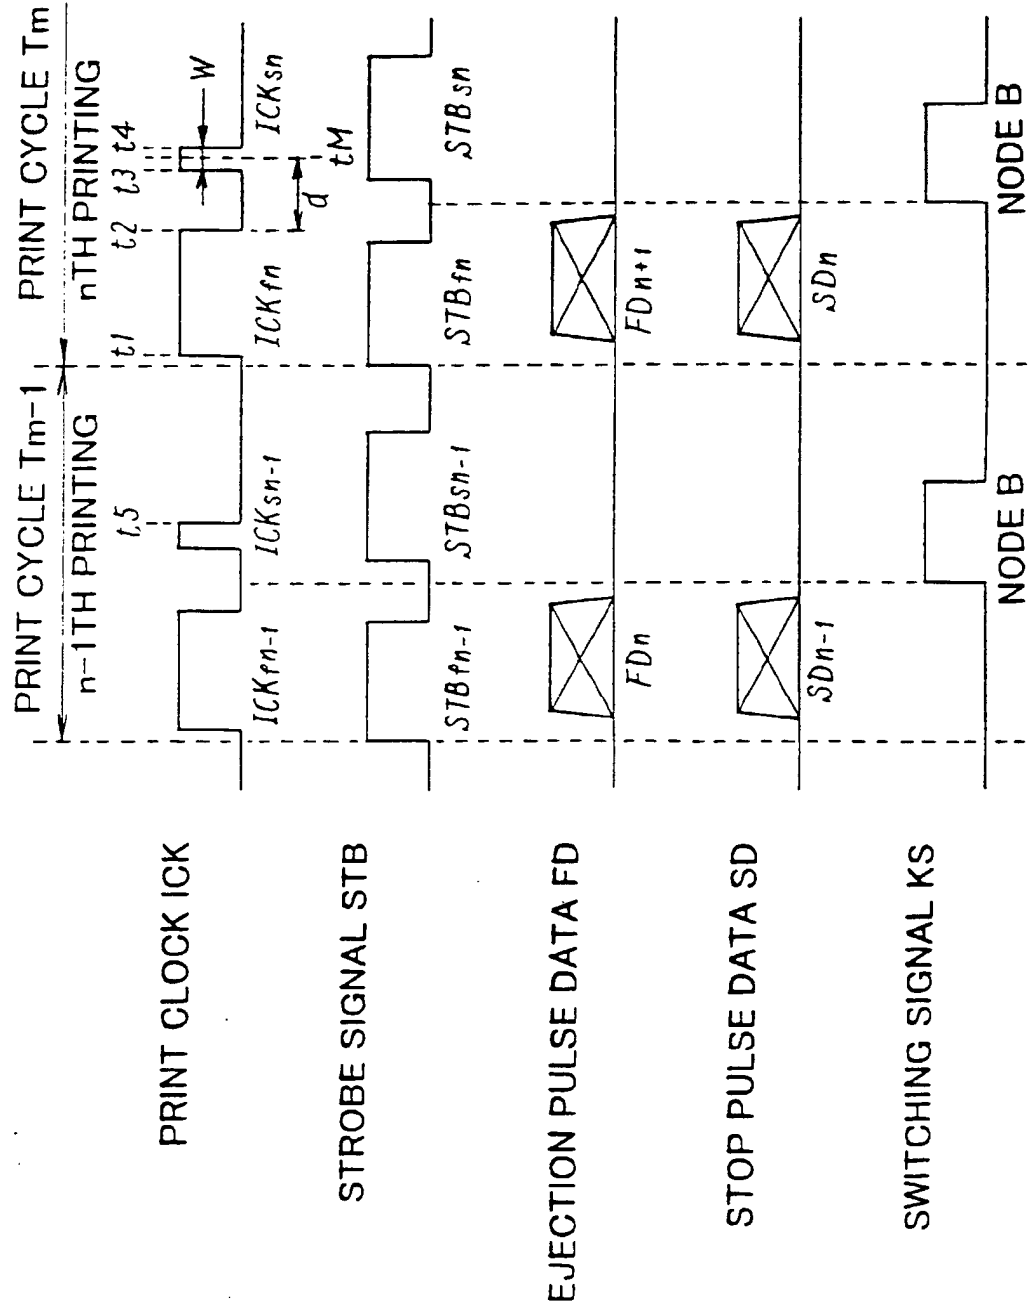 PRINT CYCLE Tm-1
PRINT CYCLE Tm
n-1TH PRINTING
nTH PRINTING
t5
t1
t2
t3
t4
W
d
tM
PRINT CLOCK ICK
ICKfn-1
ICKsn-1
ICKfn
ICKsn
STROBE SIGNAL STB
STBfn-1
STBsn-1
STBfn
STBsn
EJECTION PULSE DATA FD
FDn
FDn+1
STOP PULSE DATA SD
SDn-1
SDn
SWITCHING SIGNAL KS
NODE B
NODE B